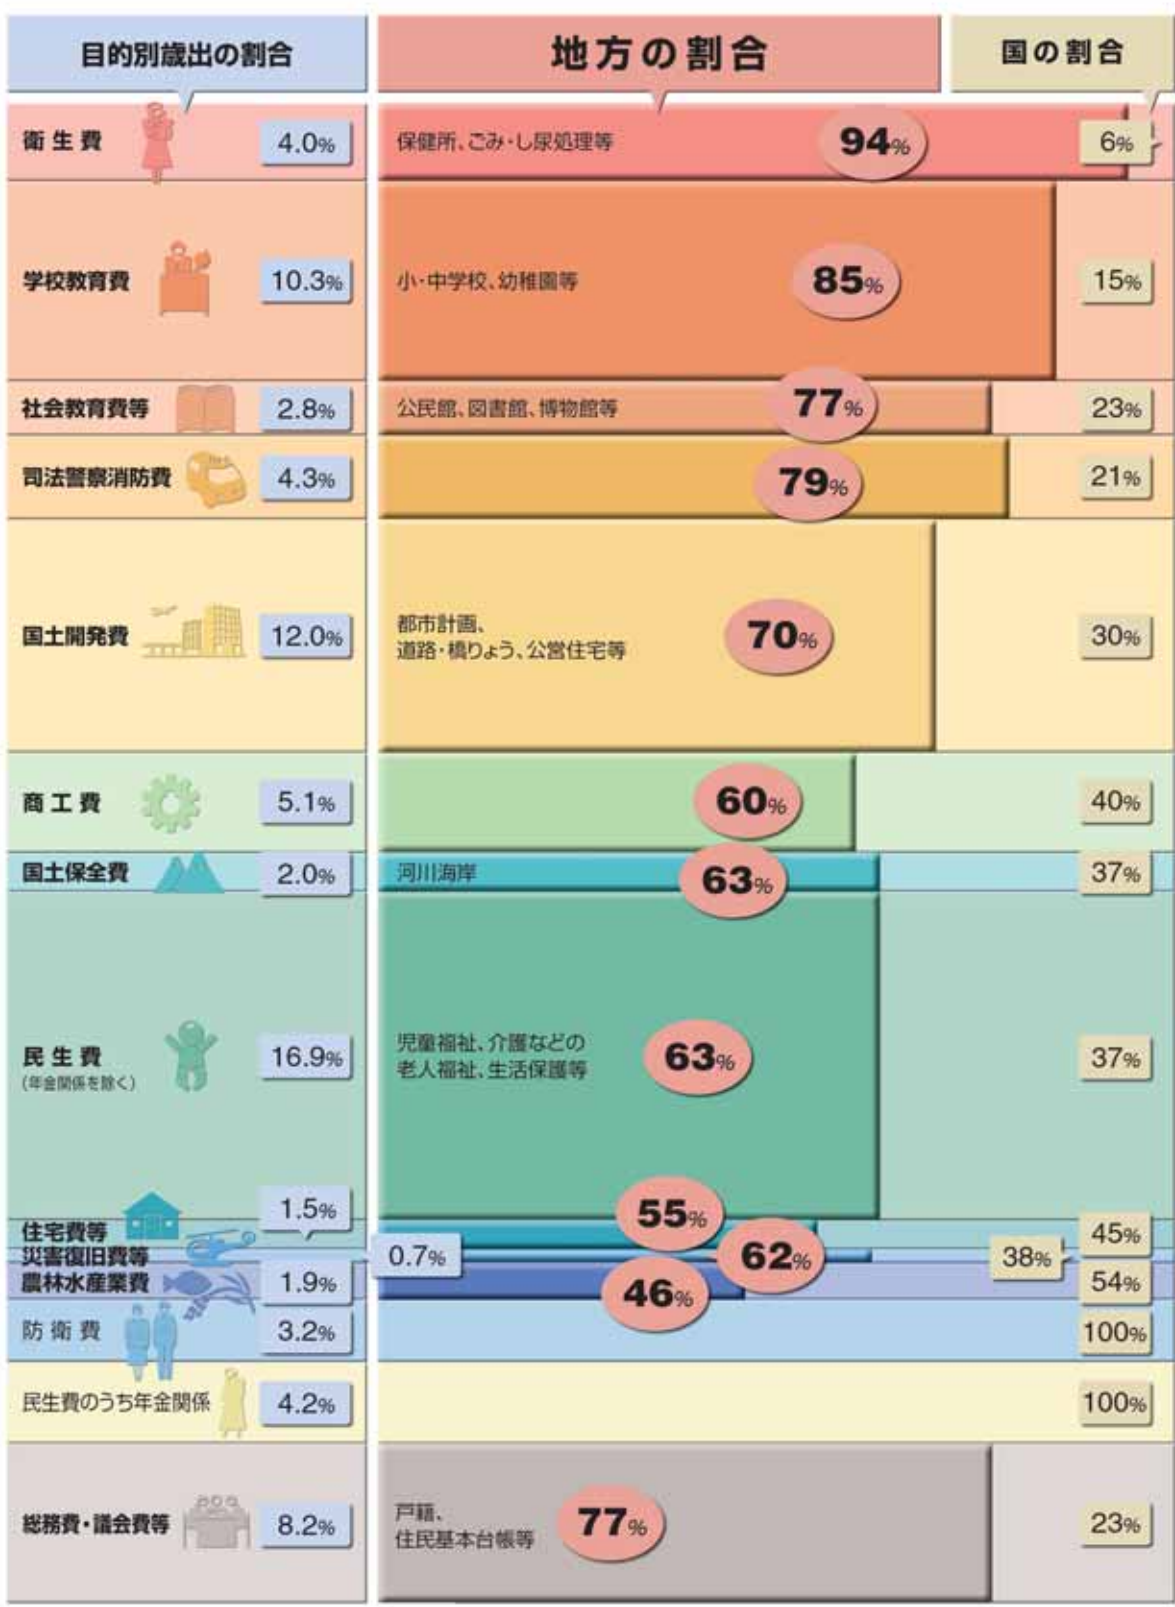 目的別歳出の割合
地方の割合
国の割合
衛生費
4.0%
保健所、ごみ・し尿処理等
94%
6%
学校教育費
10.3%
小・中学校、幼稚園等
85%
15%
社会教育費等
2.8%
公民館、図書館、博物館等
77%
23%
司法警察消防費
4.3%
79%
21%
国土開発費
12.0%
都市計画、
道路・橋りょう、公営住宅等
70%
30%
商工費
5.1%
60%
40%
国土保全費
2.0%
河川海岸
63%
37%
民生費
(年金関係を除く)
16.9%
児童福祉、介護などの
老人福祉、生活保護等
63%
37%
住宅費等
1.5%
55%
45%
災害復旧費等
0.7%
62%
38%
農林水産業費
1.9%
46%
54%
防衛費
3.2%
100%
民生費のうち年金関係
4.2%
100%
総務費・議会費等
8.2%
戸籍、
住民基本台帳等
77%
23%